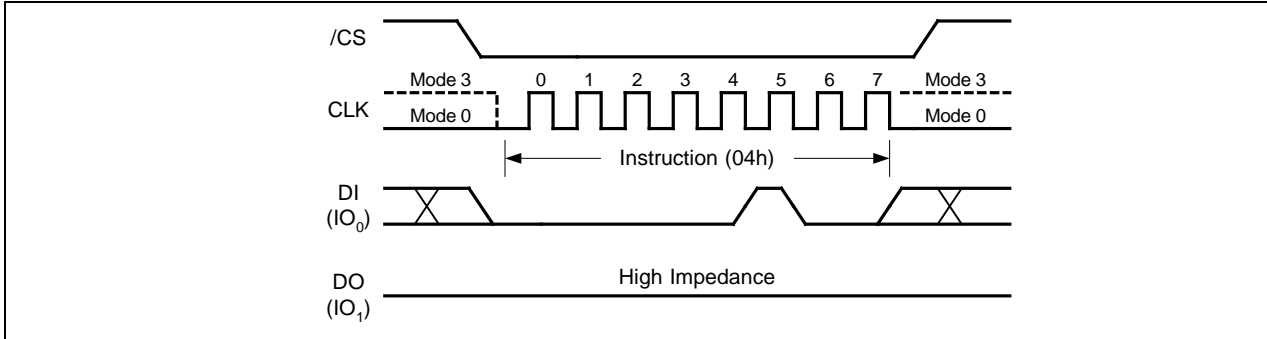 /CS
Mode 3 0 1 2 3 4 5 6 7 Mode 3
CLK
Mode 0 Mode 0
Instruction (04h)
DI
(IO₀)
High Impedance
DO
(IO₁)